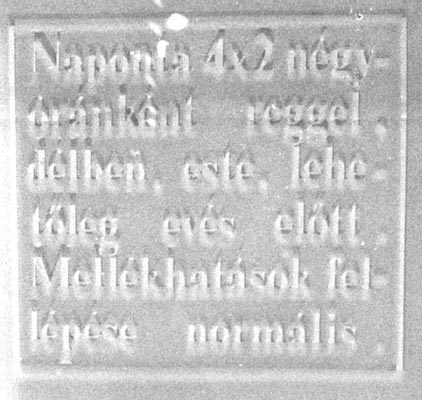 Naponta 4x2 négy-
óránként reggel,
délben, este, lehe-
tőleg evés előtt.
Mellékhatások fel-
lépése normális.